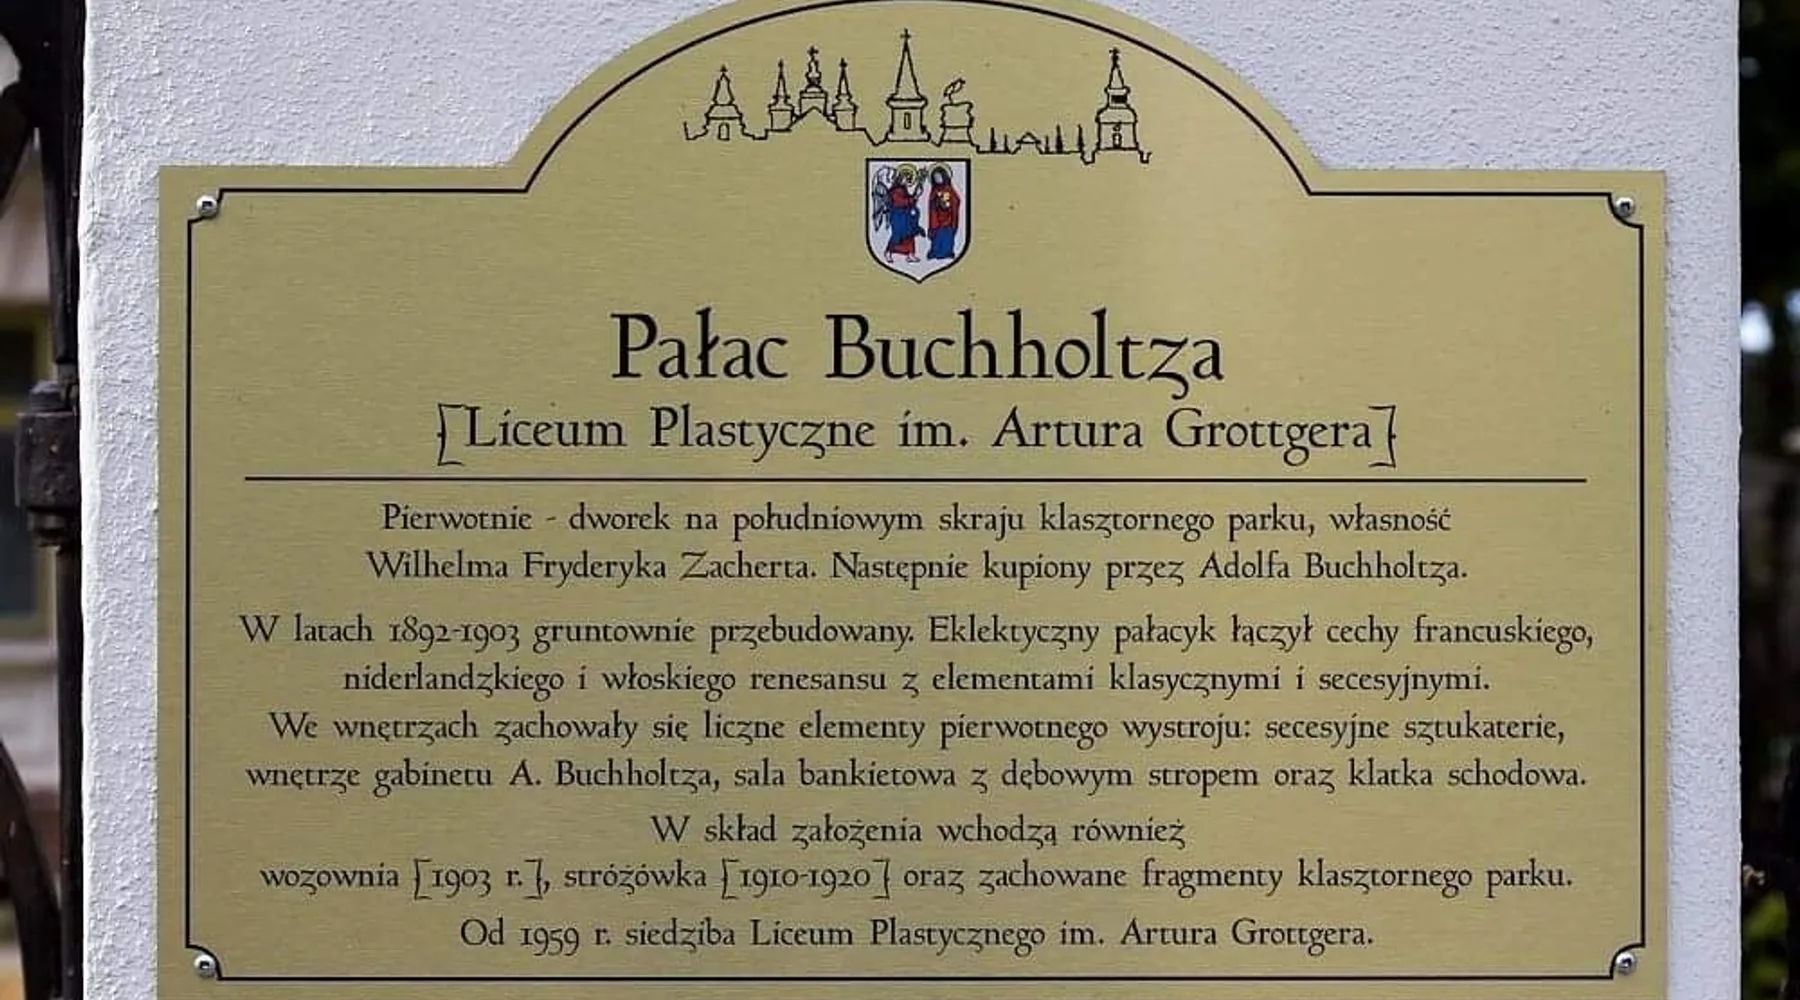 Pałac Buchholtza
[Liceum Plastyczne im. Artura Grottgera]
Pierwotnie - dworek na południowym skraju klasztornego parku, własność
Wilhelma Fryderyka Zacherta. Następnie kupiony przez Adolfa Buchholtza.
W latach 1892-1903 gruntownie przebudowany. Eklektyczny pałacyk łączył cechy francuskiego,
niderlandzkiego i włoskiego renesansu z elementami klasycznymi i secesyjnymi.
We wnętrzach zachowały się liczne elementy pierwotnego wystroju: secesyjne sztukaterie,
wnętrze gabinetu A. Buchholtza, sala bankietowa z dębowym stropem oraz klatka schodowa.
W skład założenia wchodzą również
wozownia [1903 r.], stróżówka [1910-1920] oraz zachowane fragmenty klasztornego parku.
Od 1959 r. siedziba Liceum Plastycznego im. Artura Grottgera.